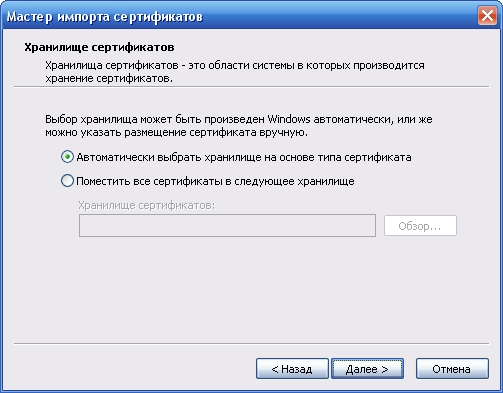 Мастер импорта сертификатов
Хранилище сертификатов
Хранилища сертификатов - это области системы в которых производится
хранение сертификатов.
Выбор хранилища может быть произведен Windows автоматически, или же
можно указать размещение сертификата вручную.
Автоматически выбрать хранилище на основе типа сертификата
Поместить все сертификаты в следующее хранилище
Хранилище сертификатов:
Обзор...
< Назад
Далее >
Отмена